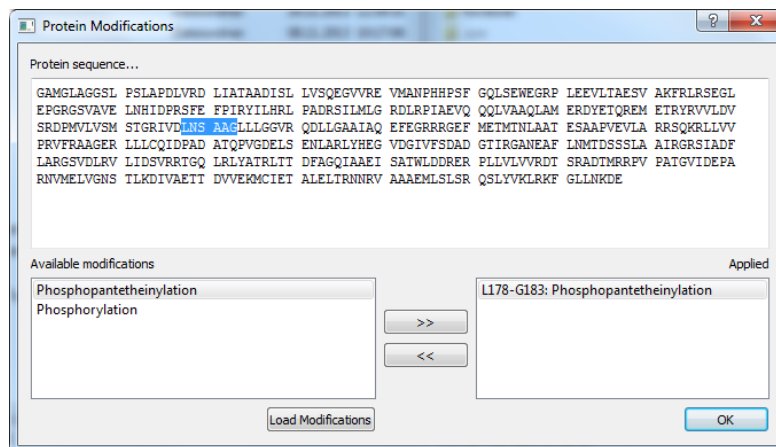 Protein Modifications
Protein sequence...
GAMGLAGGSL PSLAPDLVRD LIATAADISL LVSQEGVVRE VMANPHHPSF GQLSEWEGRP LEEVLTAESV AKFRLRSEGL
EPGRGSVAVE LNHIDPRSFE FPIRYILHRL PADRSILMLG RDLRPIAEVQ QQLVAAQLAM ERDYETQREM ETRYRVVLDV
SRDPMVLVSM STGRIVDLNS AAGLLLGGVR QDLLGAAIAQ EFEGRRRGEF METMTNLAAT ESAAPVEVLA RRSQKRLLVV
PRVFRAAGER LLLCQIDPAD ATQPVGDELS ENLARLYHEG VDGIVFSDAD GTIRGANEAF LNMTDSSSLA AIRGRSIADF
LARGSVDLRV LIDSVRRTGQ LRLYATRLTT DFAGQIAAEI SATWLDDRER PLLVLVVRDT SRADTMRRPV PATGVIDEPA
RNVMELVGNS TLKDIVAETT DVVEKMCIET ALELTRNNRV AAAEMLSLSR QSLYVKLRKF GLLNKDE
Available modifications
Applied
Phosphopantetheinylation
Phosphorylation
>>
<<
L178-G183: Phosphopantetheinylation
Load Modifications
OK